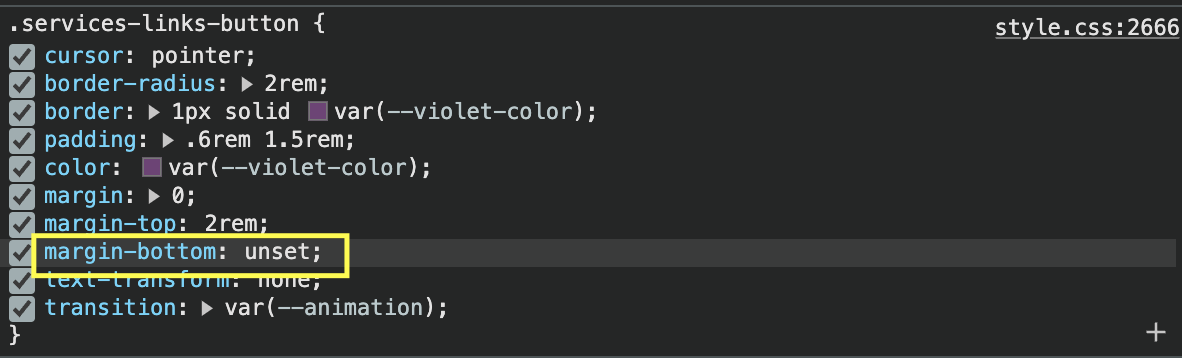 .services-links-button {
style.css:2666
cursor: pointer;
border-radius: 2rem;
border: 1px solid var(--violet-color);
padding: .6rem 1.5rem;
color: var(--violet-color);
margin: 0;
margin-top: 2rem;
margin-bottom: unset;
text-transform: none;
transition: var(--animation);
}